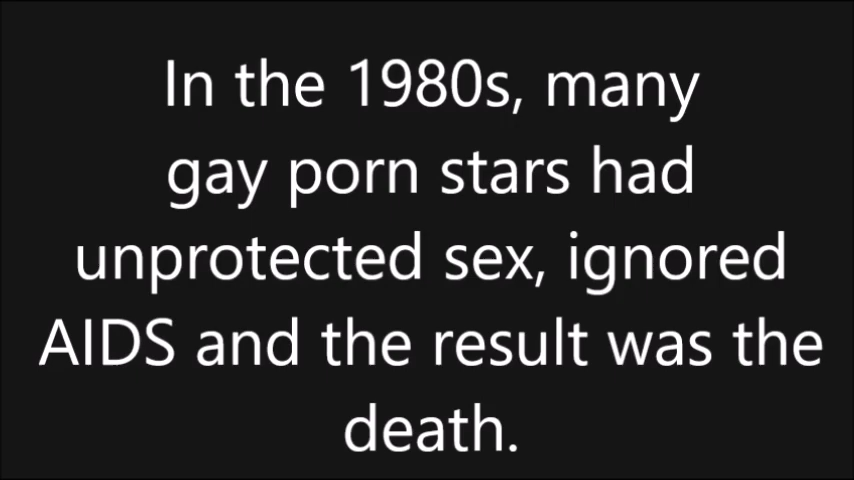 In the 1980s, many
gay porn stars had
unprotected sex, ignored
AIDS and the result was the
death.